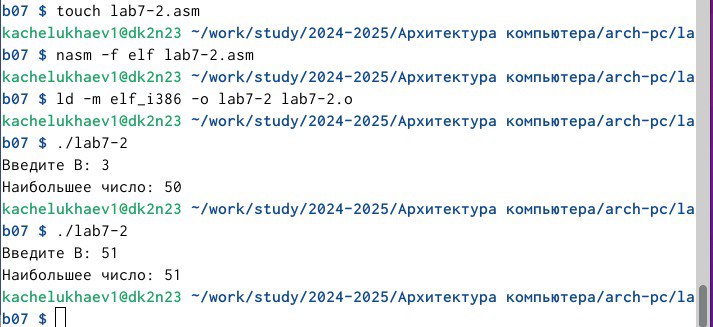 b07 $ touch lab7-2.asm
kachelukhaev1@dk2n23 ~/work/study/2024-2025/Архитектура компьютера/arch-pc/la
b07 $ nasm -f elf lab7-2.asm
kachelukhaev1@dk2n23 ~/work/study/2024-2025/Архитектура компьютера/arch-pc/la
b07 $ ld -m elf_i386 -o lab7-2 lab7-2.o
kachelukhaev1@dk2n23 ~/work/study/2024-2025/Архитектура компьютера/arch-pc/la
b07 $ ./lab7-2
Введите B: 3
Наибольшее число: 50
kachelukhaev1@dk2n23 ~/work/study/2024-2025/Архитектура компьютера/arch-pc/la
b07 $ ./lab7-2
Введите B: 51
Наибольшее число: 51
kachelukhaev1@dk2n23 ~/work/study/2024-2025/Архитектура компьютера/arch-pc/la
b07 $